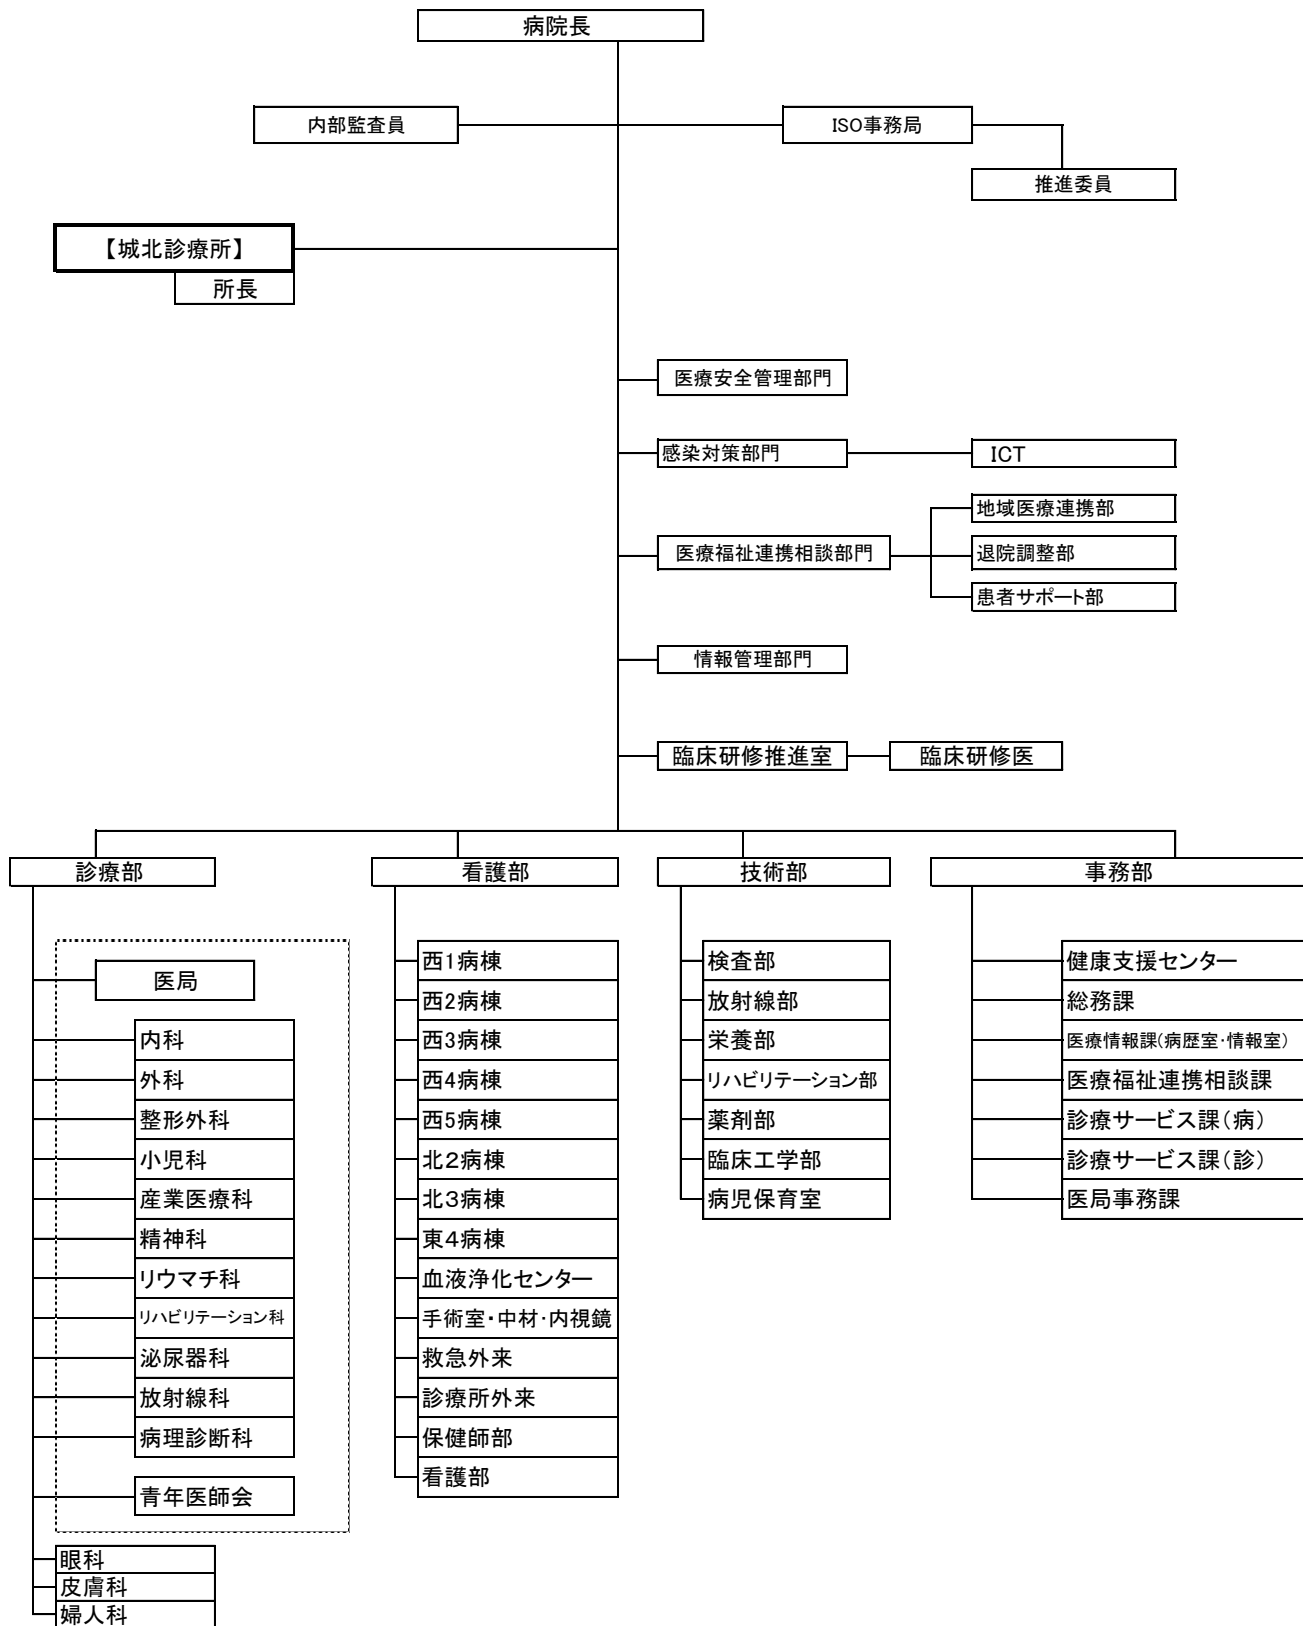 病院長
内部監査員
ISO事務局
推進委員
【城北診療所】
所長
医療安全管理部門
感染対策部門
ICT
地域医療連携部
医療福祉連携相談部門
退院調整部
患者サポート部
情報管理部門
臨床研修推進室
臨床研修医
診療部
医局
内科
外科
整形外科
小児科
産業医療科
精神科
リウマチ科
リハビリテーション科
泌尿器科
放射線科
病理診断科
青年医師会
眼科
皮膚科
婦人科
看護部
西1病棟
西2病棟
西3病棟
西4病棟
西5病棟
北2病棟
北3病棟
東4病棟
血液浄化センター
手術室・中材・内視鏡
救急外来
診療所外来
保健師部
看護部
技術部
検査部
放射線部
栄養部
リハビリテーション部
薬剤部
臨床工学部
病児保育室
事務部
健康支援センター
総務課
医療情報課(病歴室・情報室)
医療福祉連携相談課
診療サービス課(病)
診療サービス課(診)
医局事務課